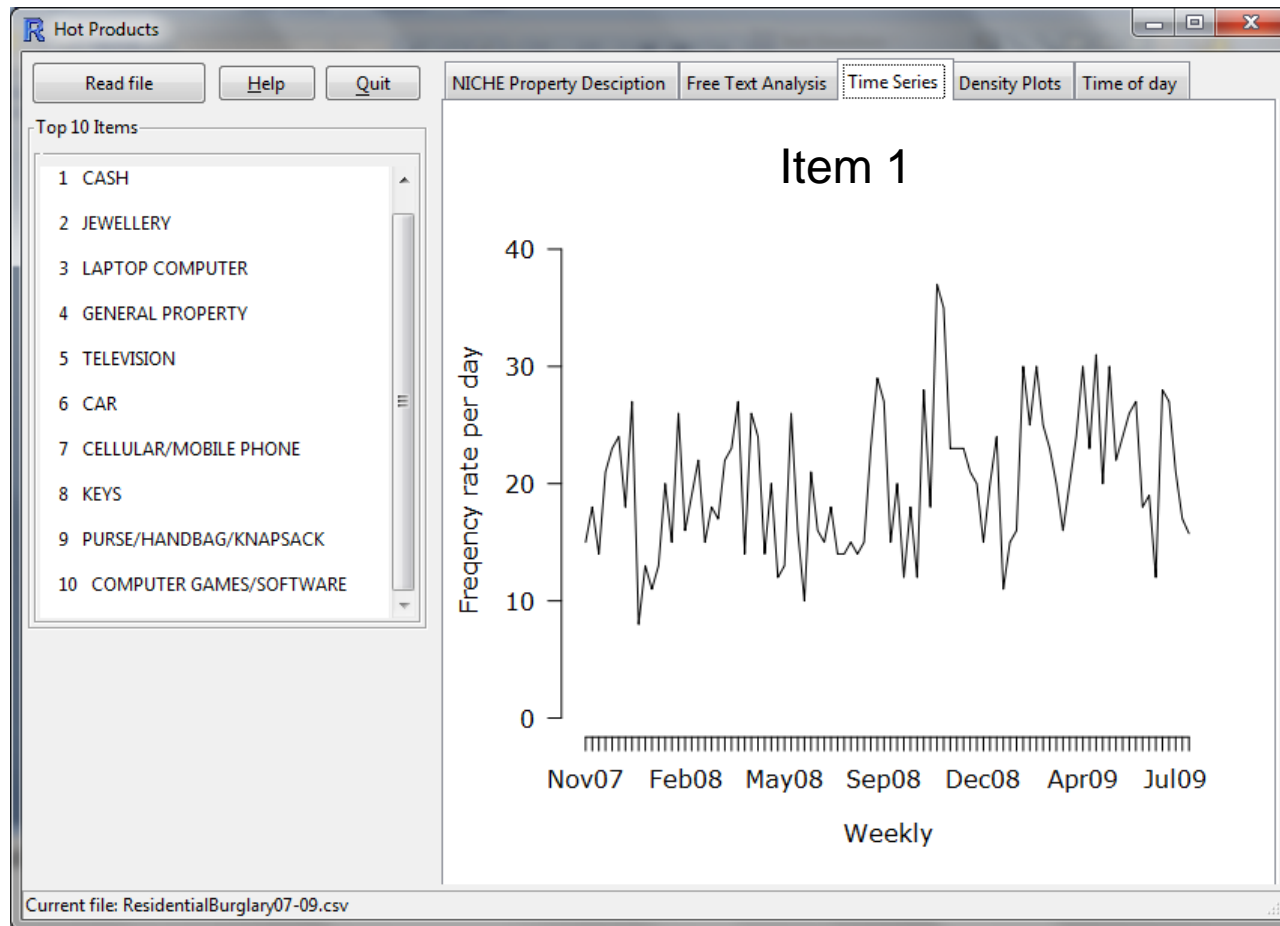 Hot Products
Read file Help Quit
NICHE Property Desciption Free Text Analysis Time Series Density Plots Time of day
Top 10 Items
1 CASH
2 JEWELLERY
3 LAPTOP COMPUTER
4 GENERAL PROPERTY
5 TELEVISION
6 CAR
7 CELLULAR/MOBILE PHONE
8 KEYS
9 PURSE/HANDBAG/KNAPSACK
10 COMPUTER GAMES/SOFTWARE
Item 1
Freqency rate per day
40
30
20
10
0
Nov07 Feb08 May08 Sep08 Dec08 Apr09 Jul09
Weekly
Current file: ResidentialBurglary07-09.csv